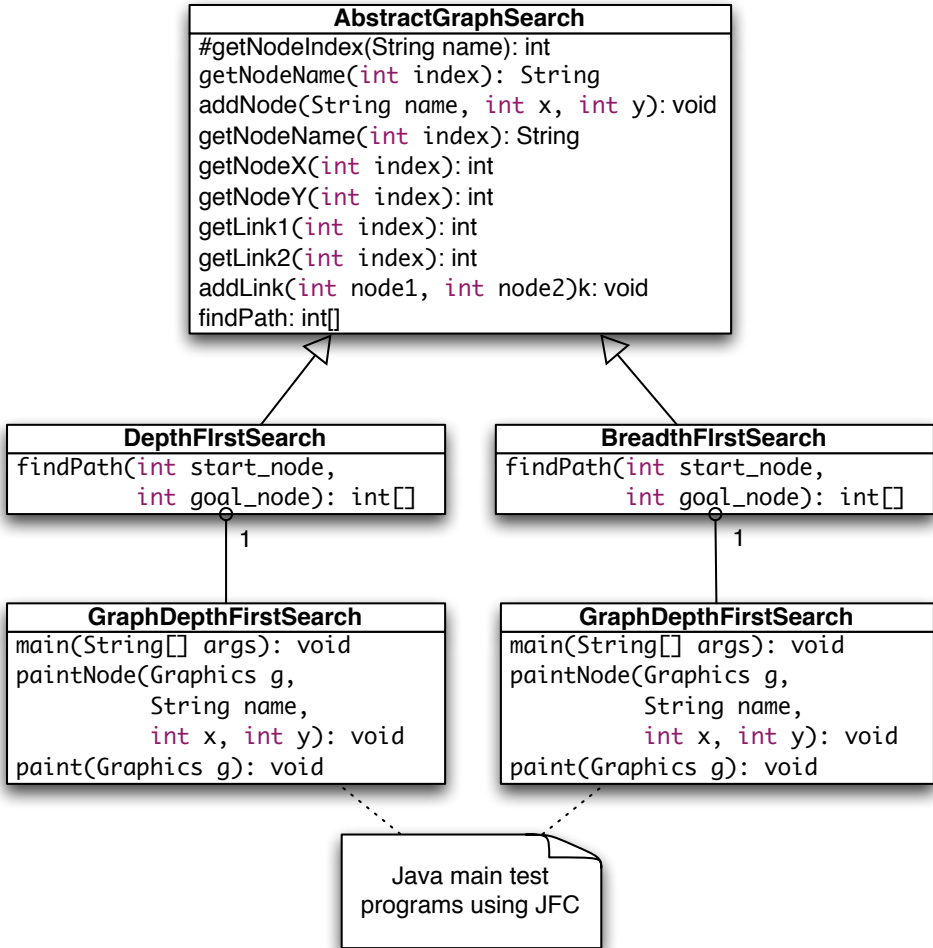 AbstractGraphSearch
#getNodeIndex(String name): int
getNodeName(int index): String
addNode(String name, int x, int y): void
getNodeName(int index): String
getNodeX(int index): int
getNodeY(int index): int
getLink1(int index): int
getLink2(int index): int
addLink(int node1, int node2)k: void
findPath: int[]
DepthFIrstSearch
findPath(int start_node,
int goal_node): int[]
1
BreadthFIrstSearch
findPath(int start_node,
int goal_node): int[]
1
GraphDepthFirstSearch
main(String[] args): void
paintNode(Graphics g,
String name,
int x, int y): void
paint(Graphics g): void
GraphDepthFirstSearch
main(String[] args): void
paintNode(Graphics g,
String name,
int x, int y): void
paint(Graphics g): void
Java main test
programs using JFC